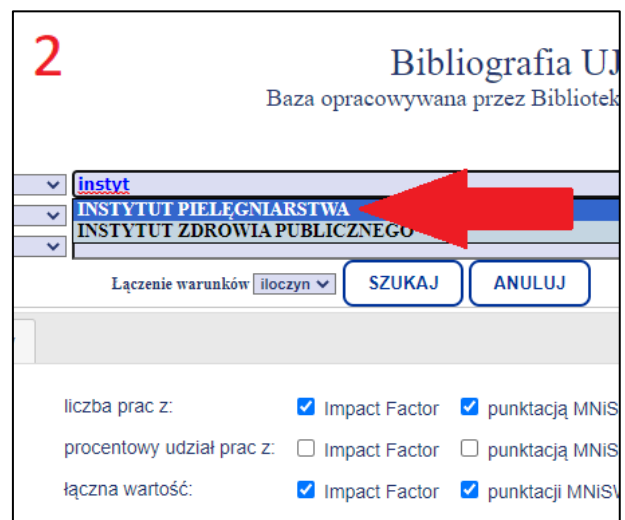 2
Bibliografia UJ
Baza opracowywana przez Bibliotek
instyt
INSTYTUT PIELĘGNIARSTWA
INSTYTUT ZDROWIA PUBLICZNEGO
Łączenie warunków iloczyn SZUKAJ ANULUJ
liczba prac z: Impact Factor punktacją MNiS
procentowy udział prac z: Impact Factor punktacją MNiS
łączna wartość: Impact Factor punktacji MNiSW